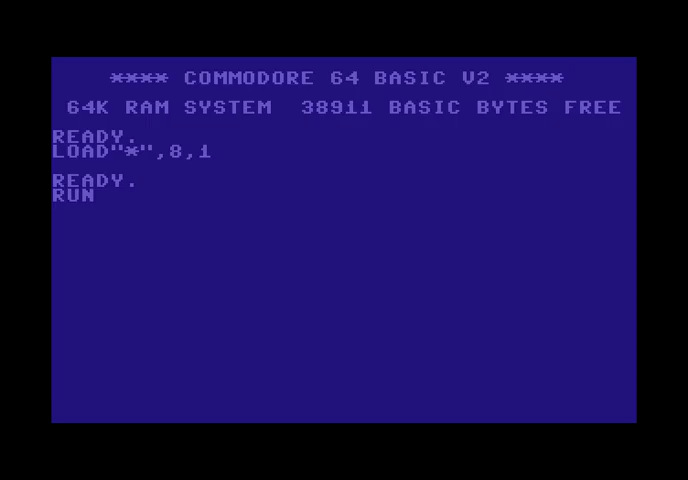 **** COMMODORE 64 BASIC V2 ****
64K RAM SYSTEM  38911 BASIC BYTES FREE
READY.
LOAD"*",8,1
READY.
RUN